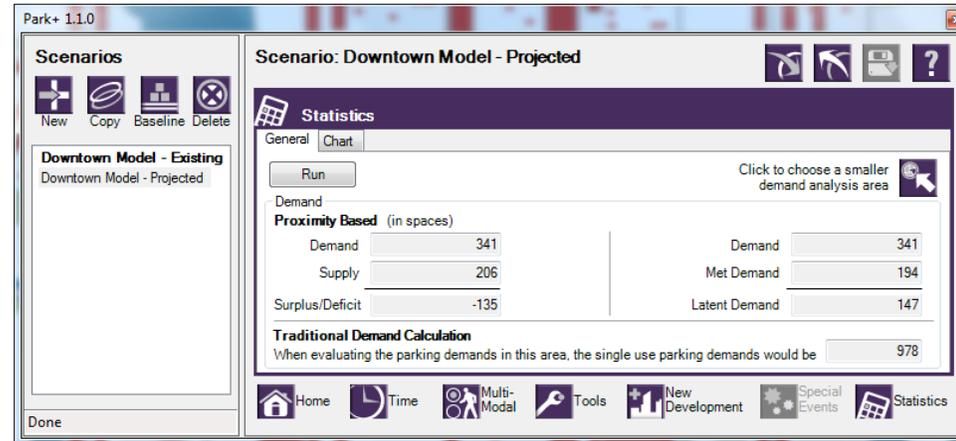 Park+ 1.1.0
Scenarios
New Copy Baseline Delete
Downtown Model - Existing
Downtown Model - Projected
Done
Scenario: Downtown Model - Projected
?
Statistics
General Chart
Run
Click to choose a smaller
demand analysis area
Demand
Proximity Based (in spaces)
Demand 341 Demand 341
Supply 206 Met Demand 194
Surplus/Deficit -135 Latent Demand 147
Traditional Demand Calculation
When evaluating the parking demands in this area, the single use parking demands would be 978
Home Time Multi-
Modal Tools New
Development Special
Events Statistics